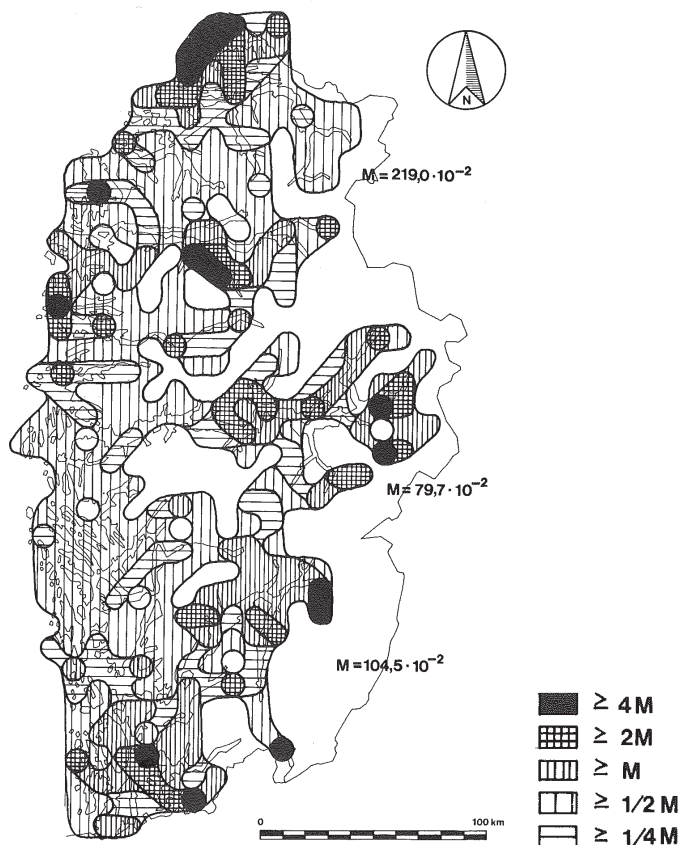 N
M = 219,0·10⁻²
M = 79,7·10⁻²
M = 104,5·10⁻²
≥ 4M
≥ 2M
≥ M
≥ 1/2 M
≥ 1/4 M
0 100 km